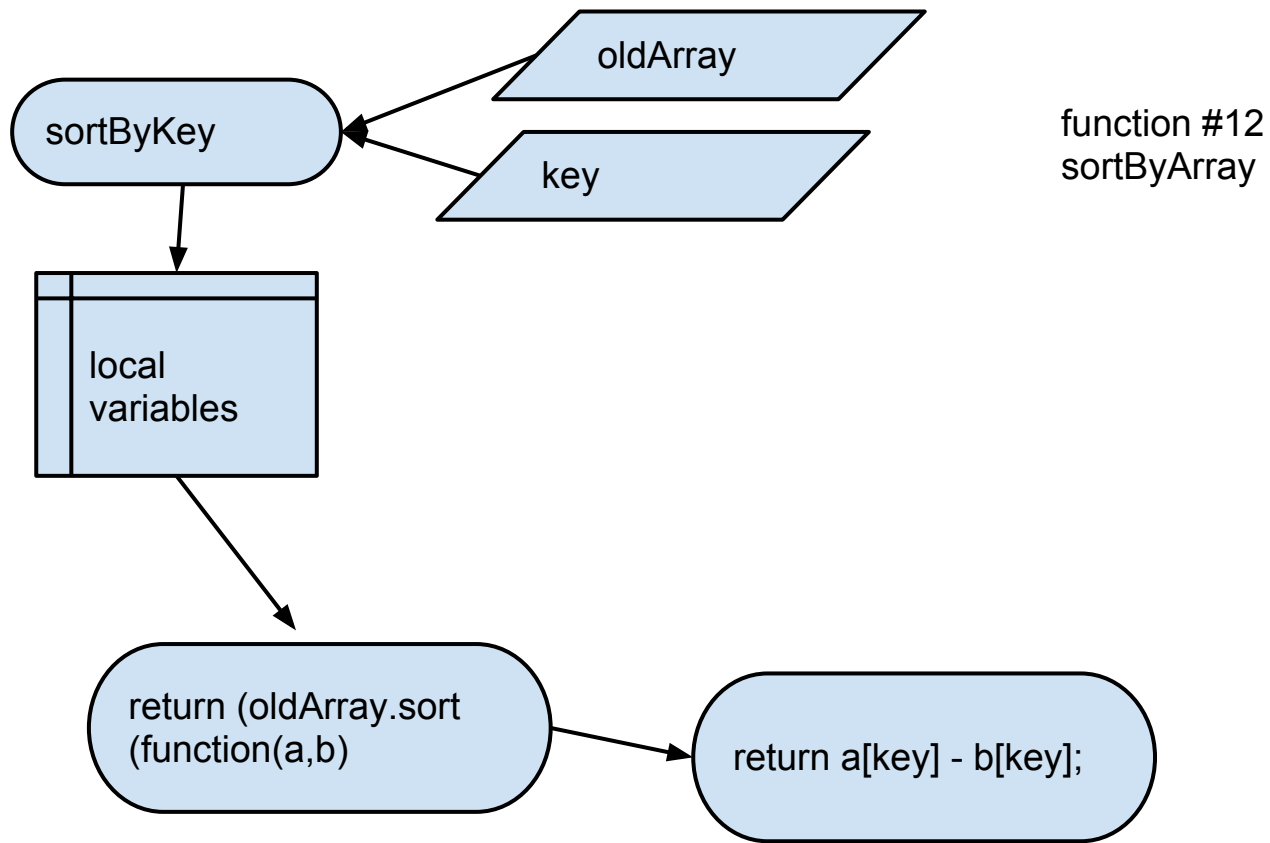 oldArray
sortByKey
key
function #12
sortByArray
local
variables
return (oldArray.sort
(function(a,b)
return a[key] - b[key];